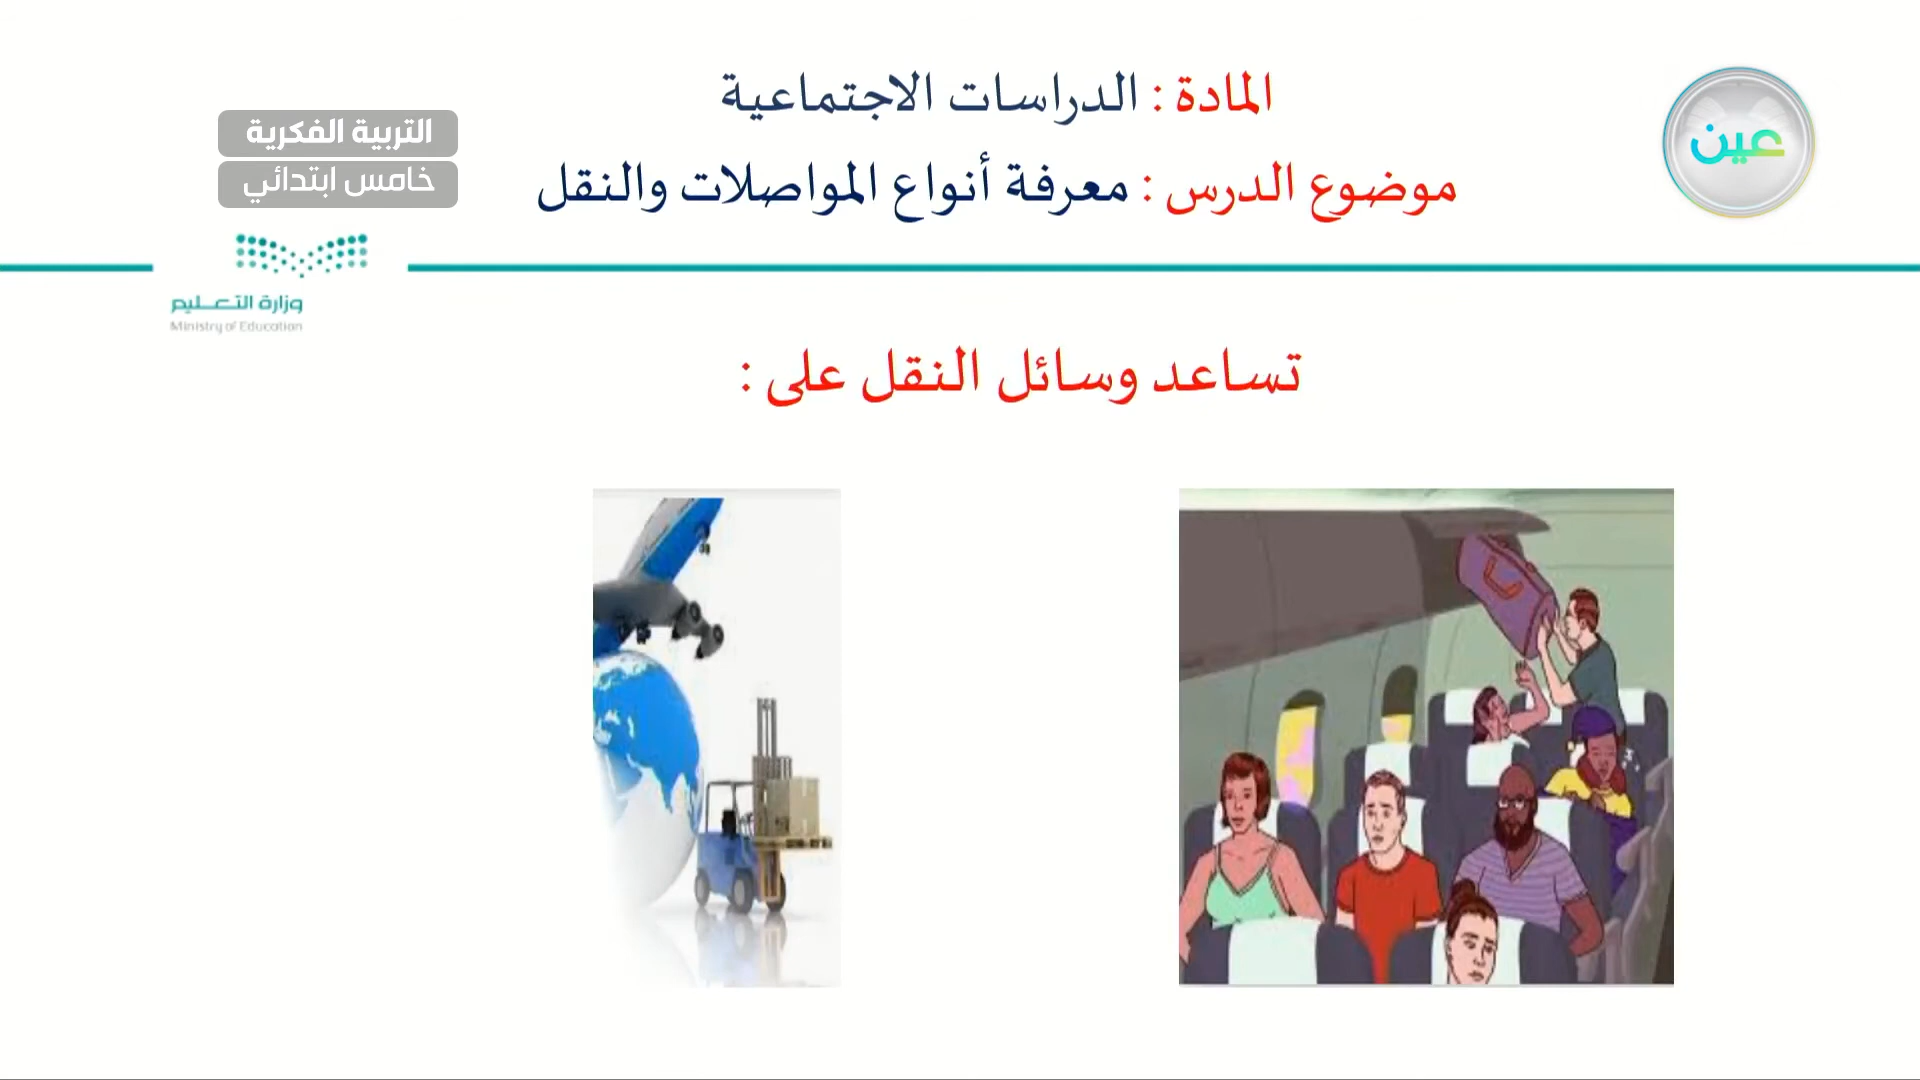 المادة : الدراسات الاجتماعية
موضوع الدرس : معرفة أنواع المواصلات والنقل
عين
التربية الفكرية
خامس ابتدائي
وزارة التعليم
Ministry of Education
تساعد وسائل النقل على :